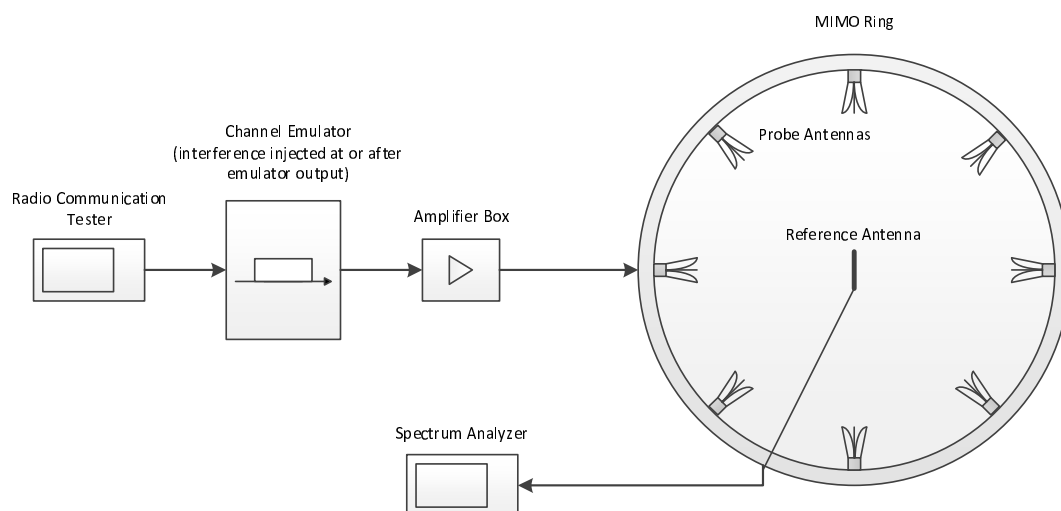 MIMO Ring
Channel Emulator
(interference injected at or after
emulator output)
Probe Antennas
Radio Communication
Tester
Amplifier Box
Reference Antenna
Spectrum Analyzer